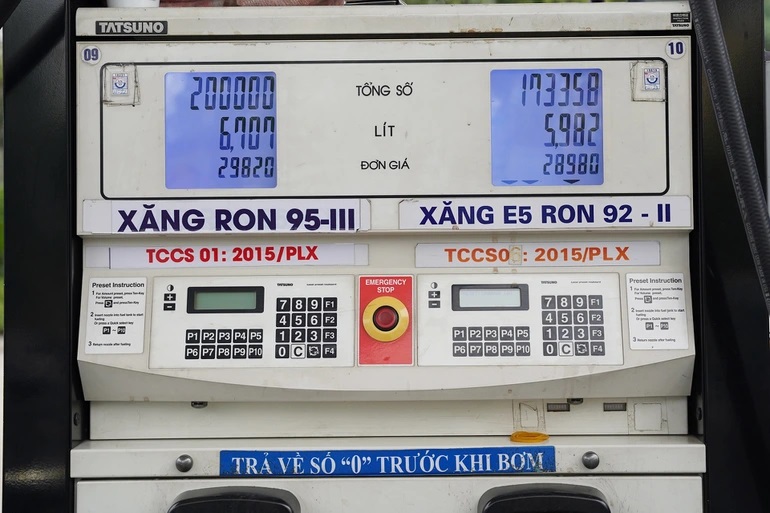 TATSUNO
TATSUNO
09
10
200000
TỔNG SỐ
173358
6,707
LÍT
5,982
29820
ĐƠN GIÁ
28980
XĂNG RON 95-III
XĂNG E5 RON 92 - II
TCCS 01: 2015/PLX
TCCS06: 2015/PLX
Preset Instruction
TATSUNO
EMERGENCY
STOP
TATSUNO
Preset Instruction
7 8 9 F1
4 5 6 F2
1 2 3 F3
0 C F4
P1 P2 P3 P4 P5
P6 P7 P8 P9 P10
7 8 9 F1
4 5 6 F2
1 2 3 F3
0 C F4
P1 P2 P3 P4 P5
P6 P7 P8 P9 P10
TRẢ VỀ SỐ "0" TRƯỚC KHI BƠM